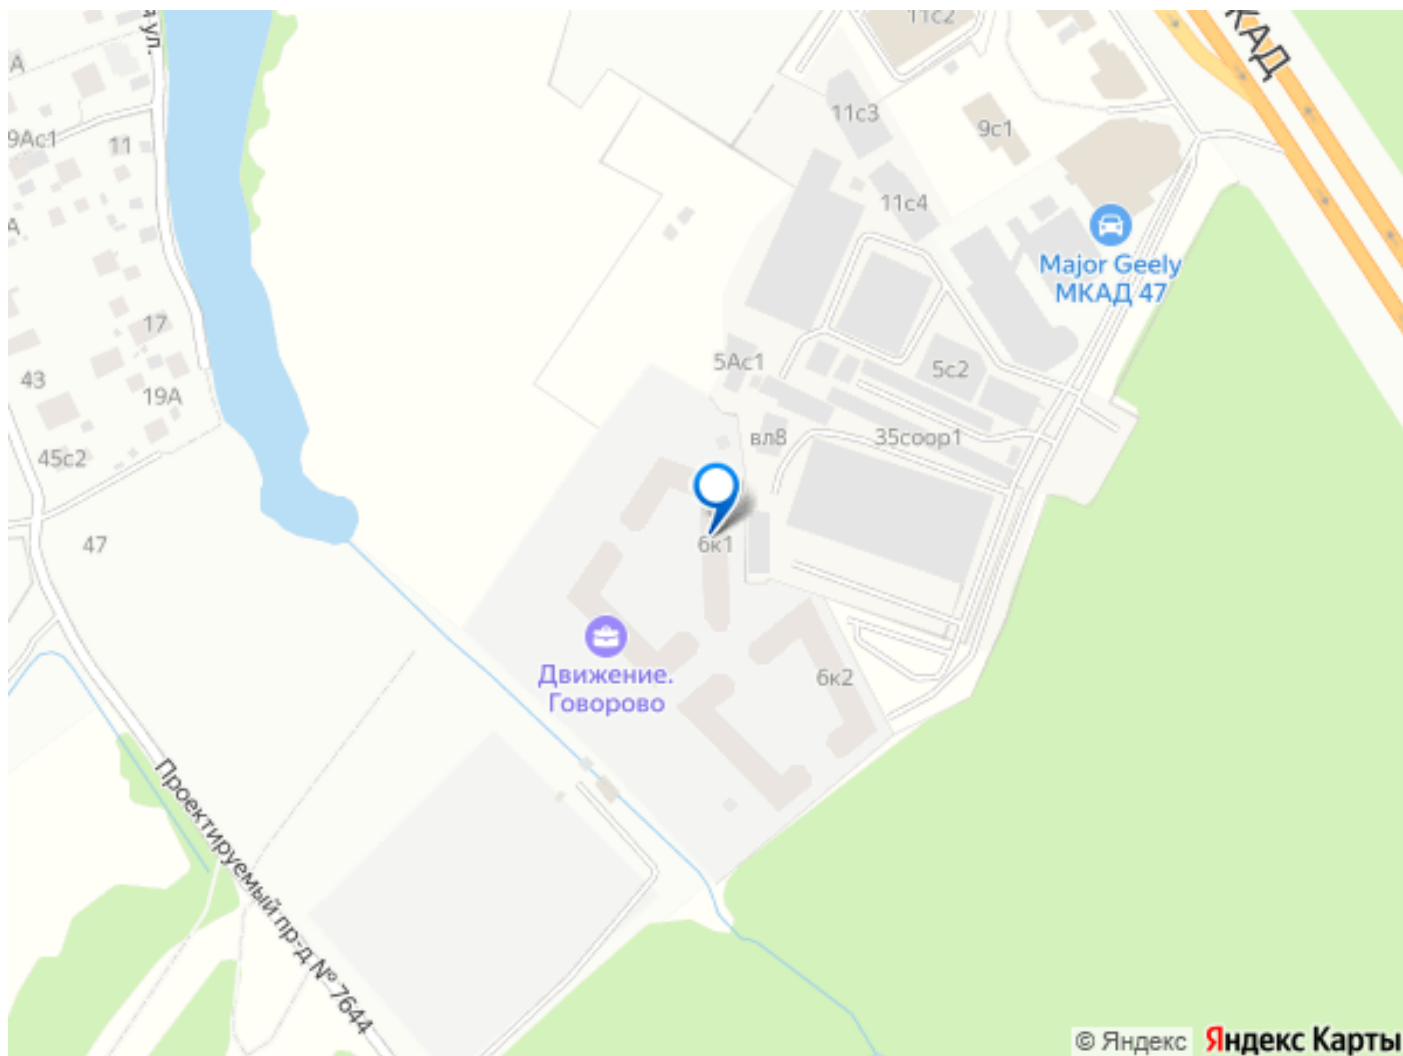 11с2
КАД
а ул.
А
11с3
9с1
9Ас1
11
11с4
А
Major Geely
МКАД 47
17
5Ас1
5с2
43
19А
вл8
35соор1
45с2
47
6к1
Движение.
Говорово
6к2
Проектируемый пр-д № 7644
© Яндекс Яндекс Карты